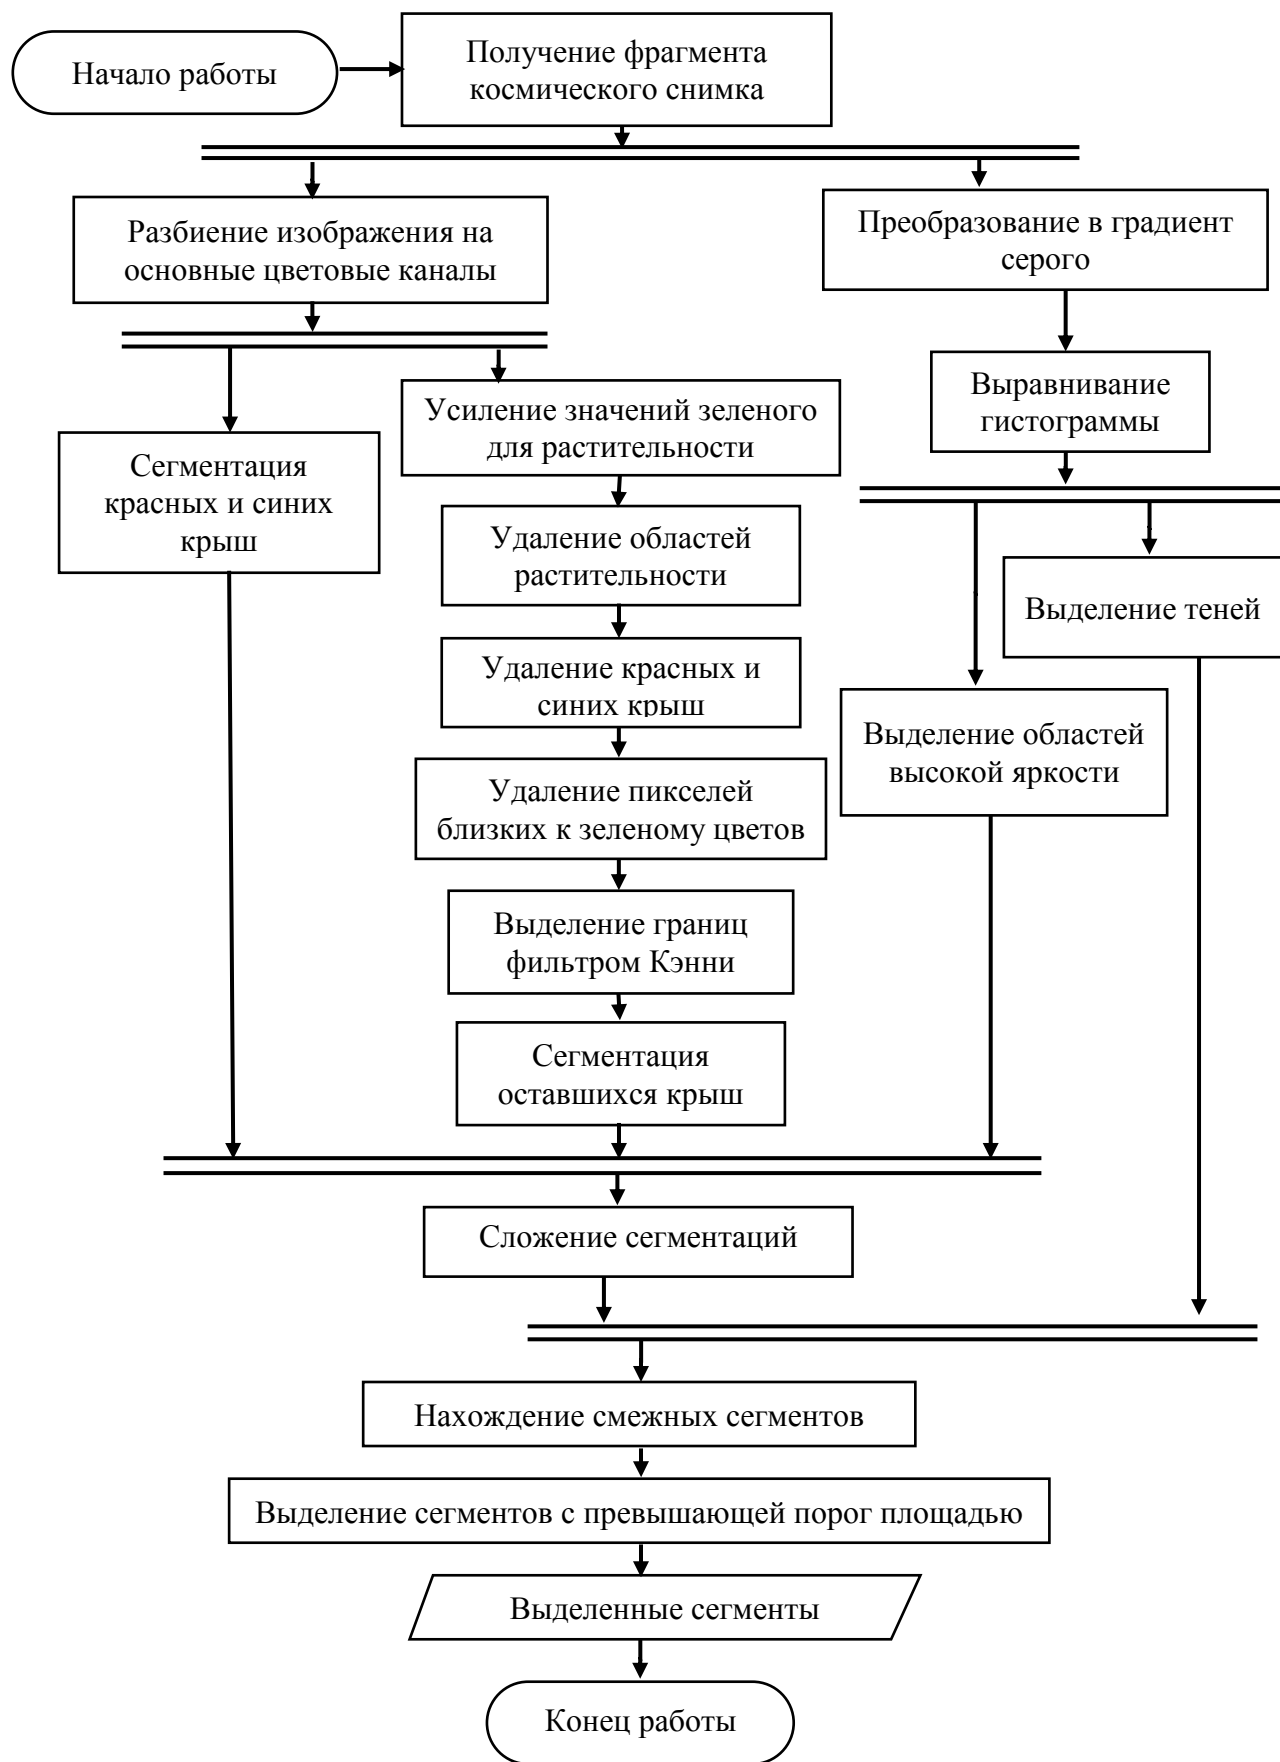 Начало работы
Получение фрагмента
космического снимка
Разбиение изображения на
основные цветовые каналы
Преобразование в градиент
серого
Выравнивание
гистограммы
Усиление значений зеленого
для растительности
Сегментация
красных и синих
крыш
Удаление областей
растительности
Выделение теней
Удаление красных и
синих крыш
Выделение областей
высокой яркости
Удаление пикселей
близких к зеленому цветов
Выделение границ
фильтром Кэнни
Сегментация
оставшихся крыш
Сложение сегментаций
Нахождение смежных сегментов
Выделение сегментов с превышающей порог площадью
Выделенные сегменты
Конец работы